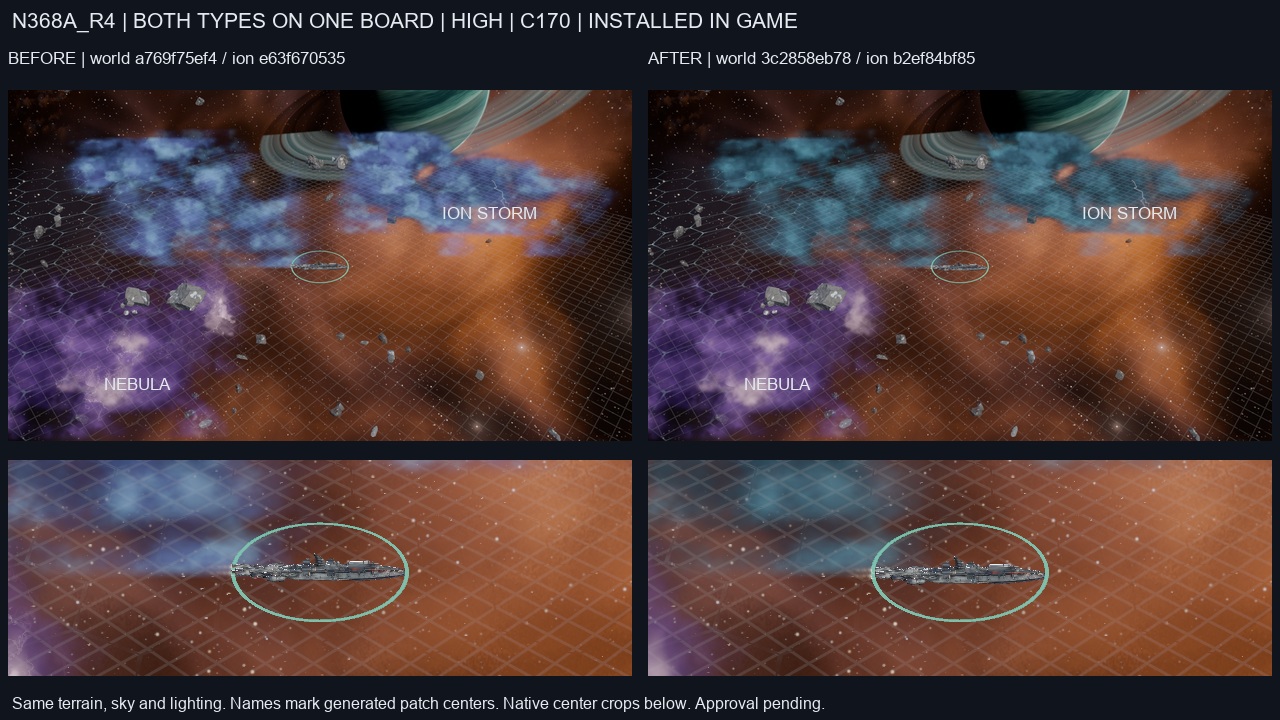 N368A_R4 | BOTH TYPES ON ONE BOARD | HIGH | C170 | INSTALLED IN GAME
BEFORE | world a769f75ef4 / ion e63f670535
AFTER | world 3c2858eb78 / ion b2ef84bf85
ION STORM
NEBULA
ION STORM
NEBULA
Same terrain, sky and lighting. Names mark generated patch centers. Native center crops below. Approval pending.